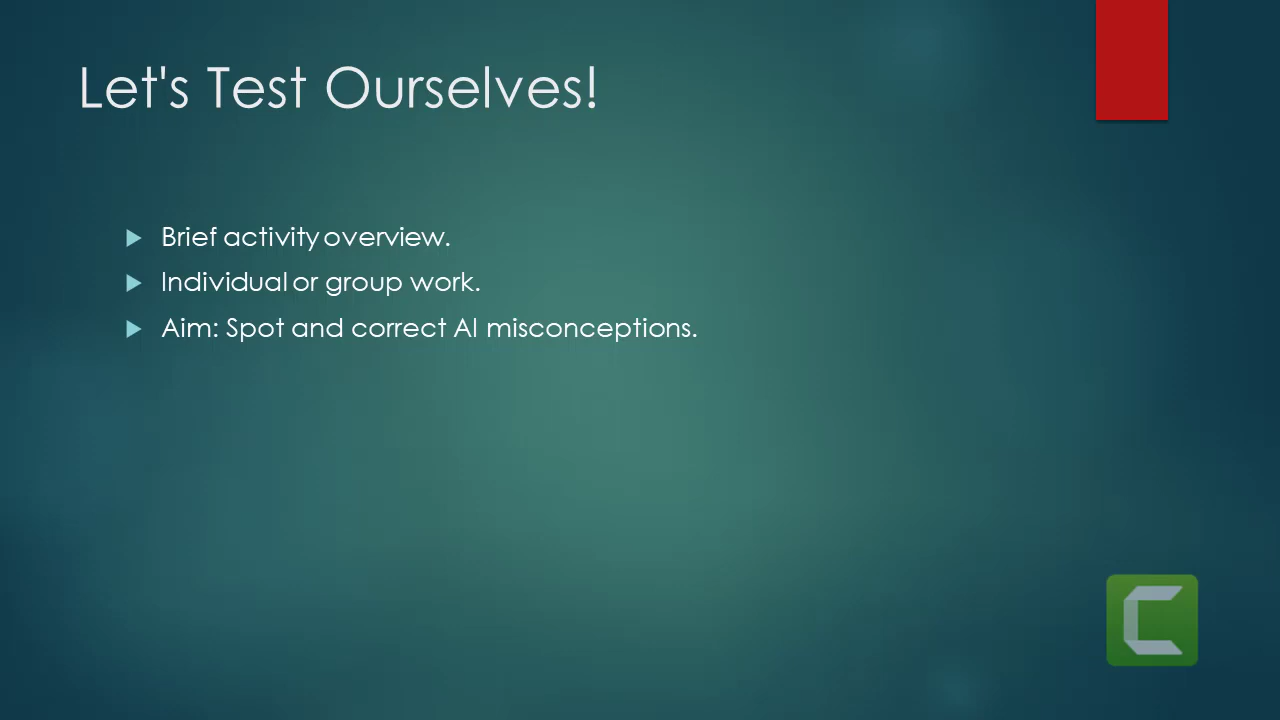 Let's Test Ourselves!
Brief activity overview.
Individual or group work.
Aim: Spot and correct AI misconceptions.